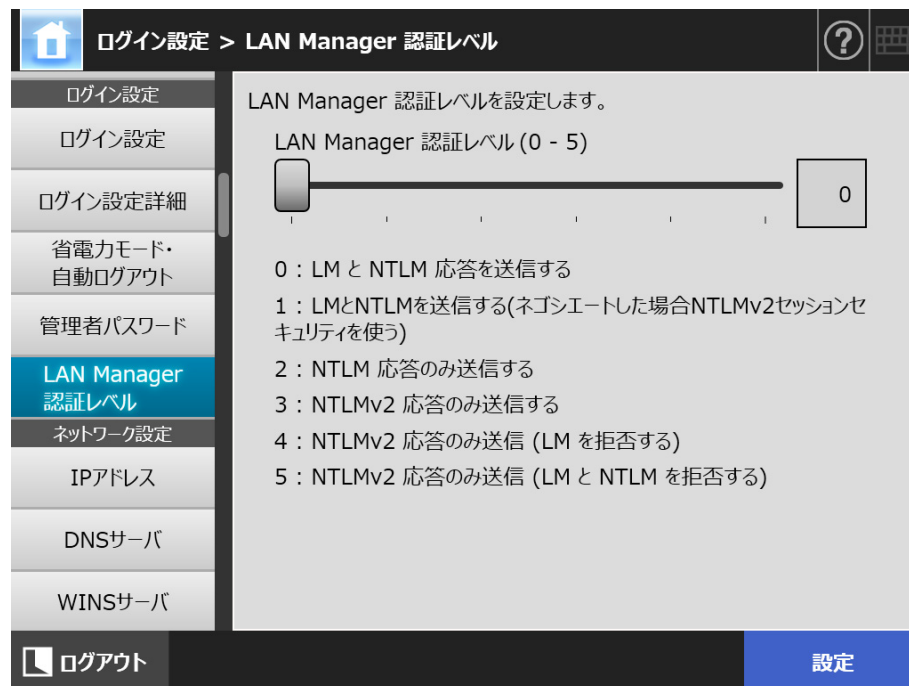 ログイン設定 > LAN Manager 認証レベル
?
ログイン設定
ログイン設定
ログイン設定詳細
省電力モード・
自動ログアウト
管理者パスワード
LAN Manager
認証レベル
ネットワーク設定
IPアドレス
DNSサーバ
WINSサーバ
LAN Manager 認証レベルを設定します。
LAN Manager 認証レベル (0 - 5)
0
0 : LM と NTLM 応答を送信する
1 : LMとNTLMを送信する(ネゴシエートした場合NTLMv2セッションセ
キュリティを使う)
2 : NTLM 応答のみ送信する
3 : NTLMv2 応答のみ送信する
4 : NTLMv2 応答のみ送信 (LM を拒否する)
5 : NTLMv2 応答のみ送信 (LM と NTLM を拒否する)
ログアウト
設定